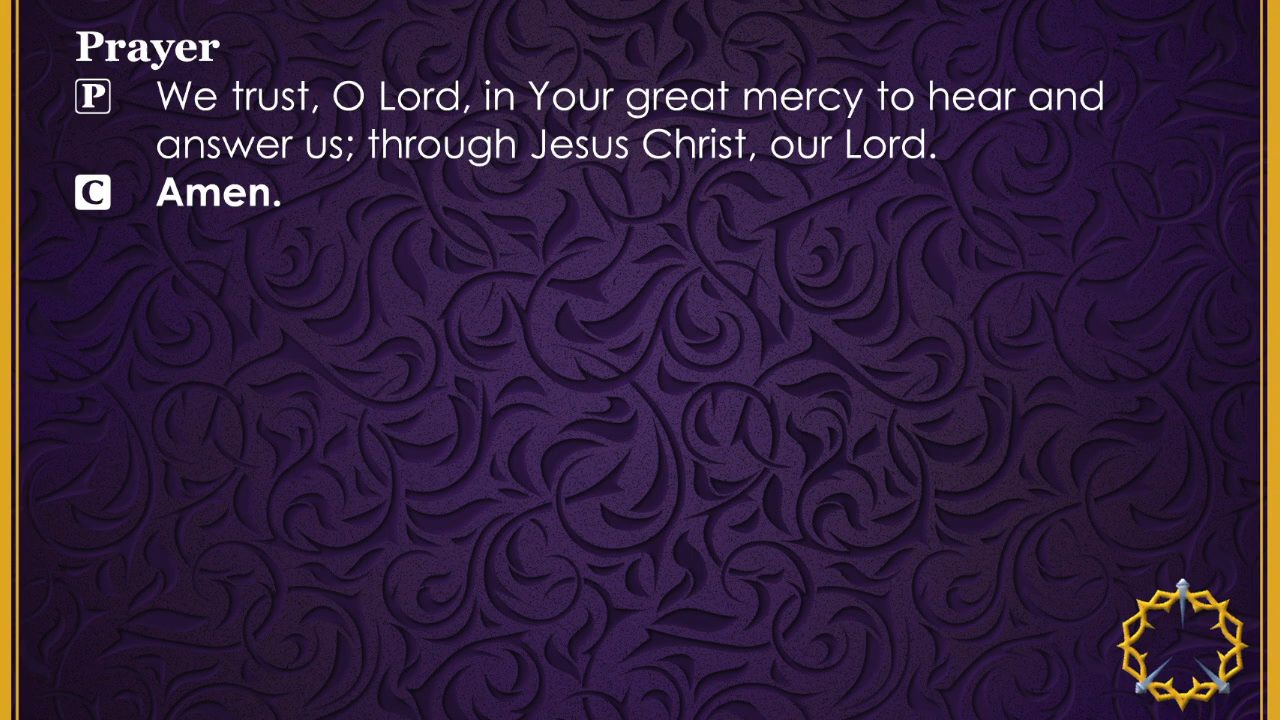 Prayer
P We trust, O Lord, in Your great mercy to hear and
answer us; through Jesus Christ, our Lord.
C Amen.